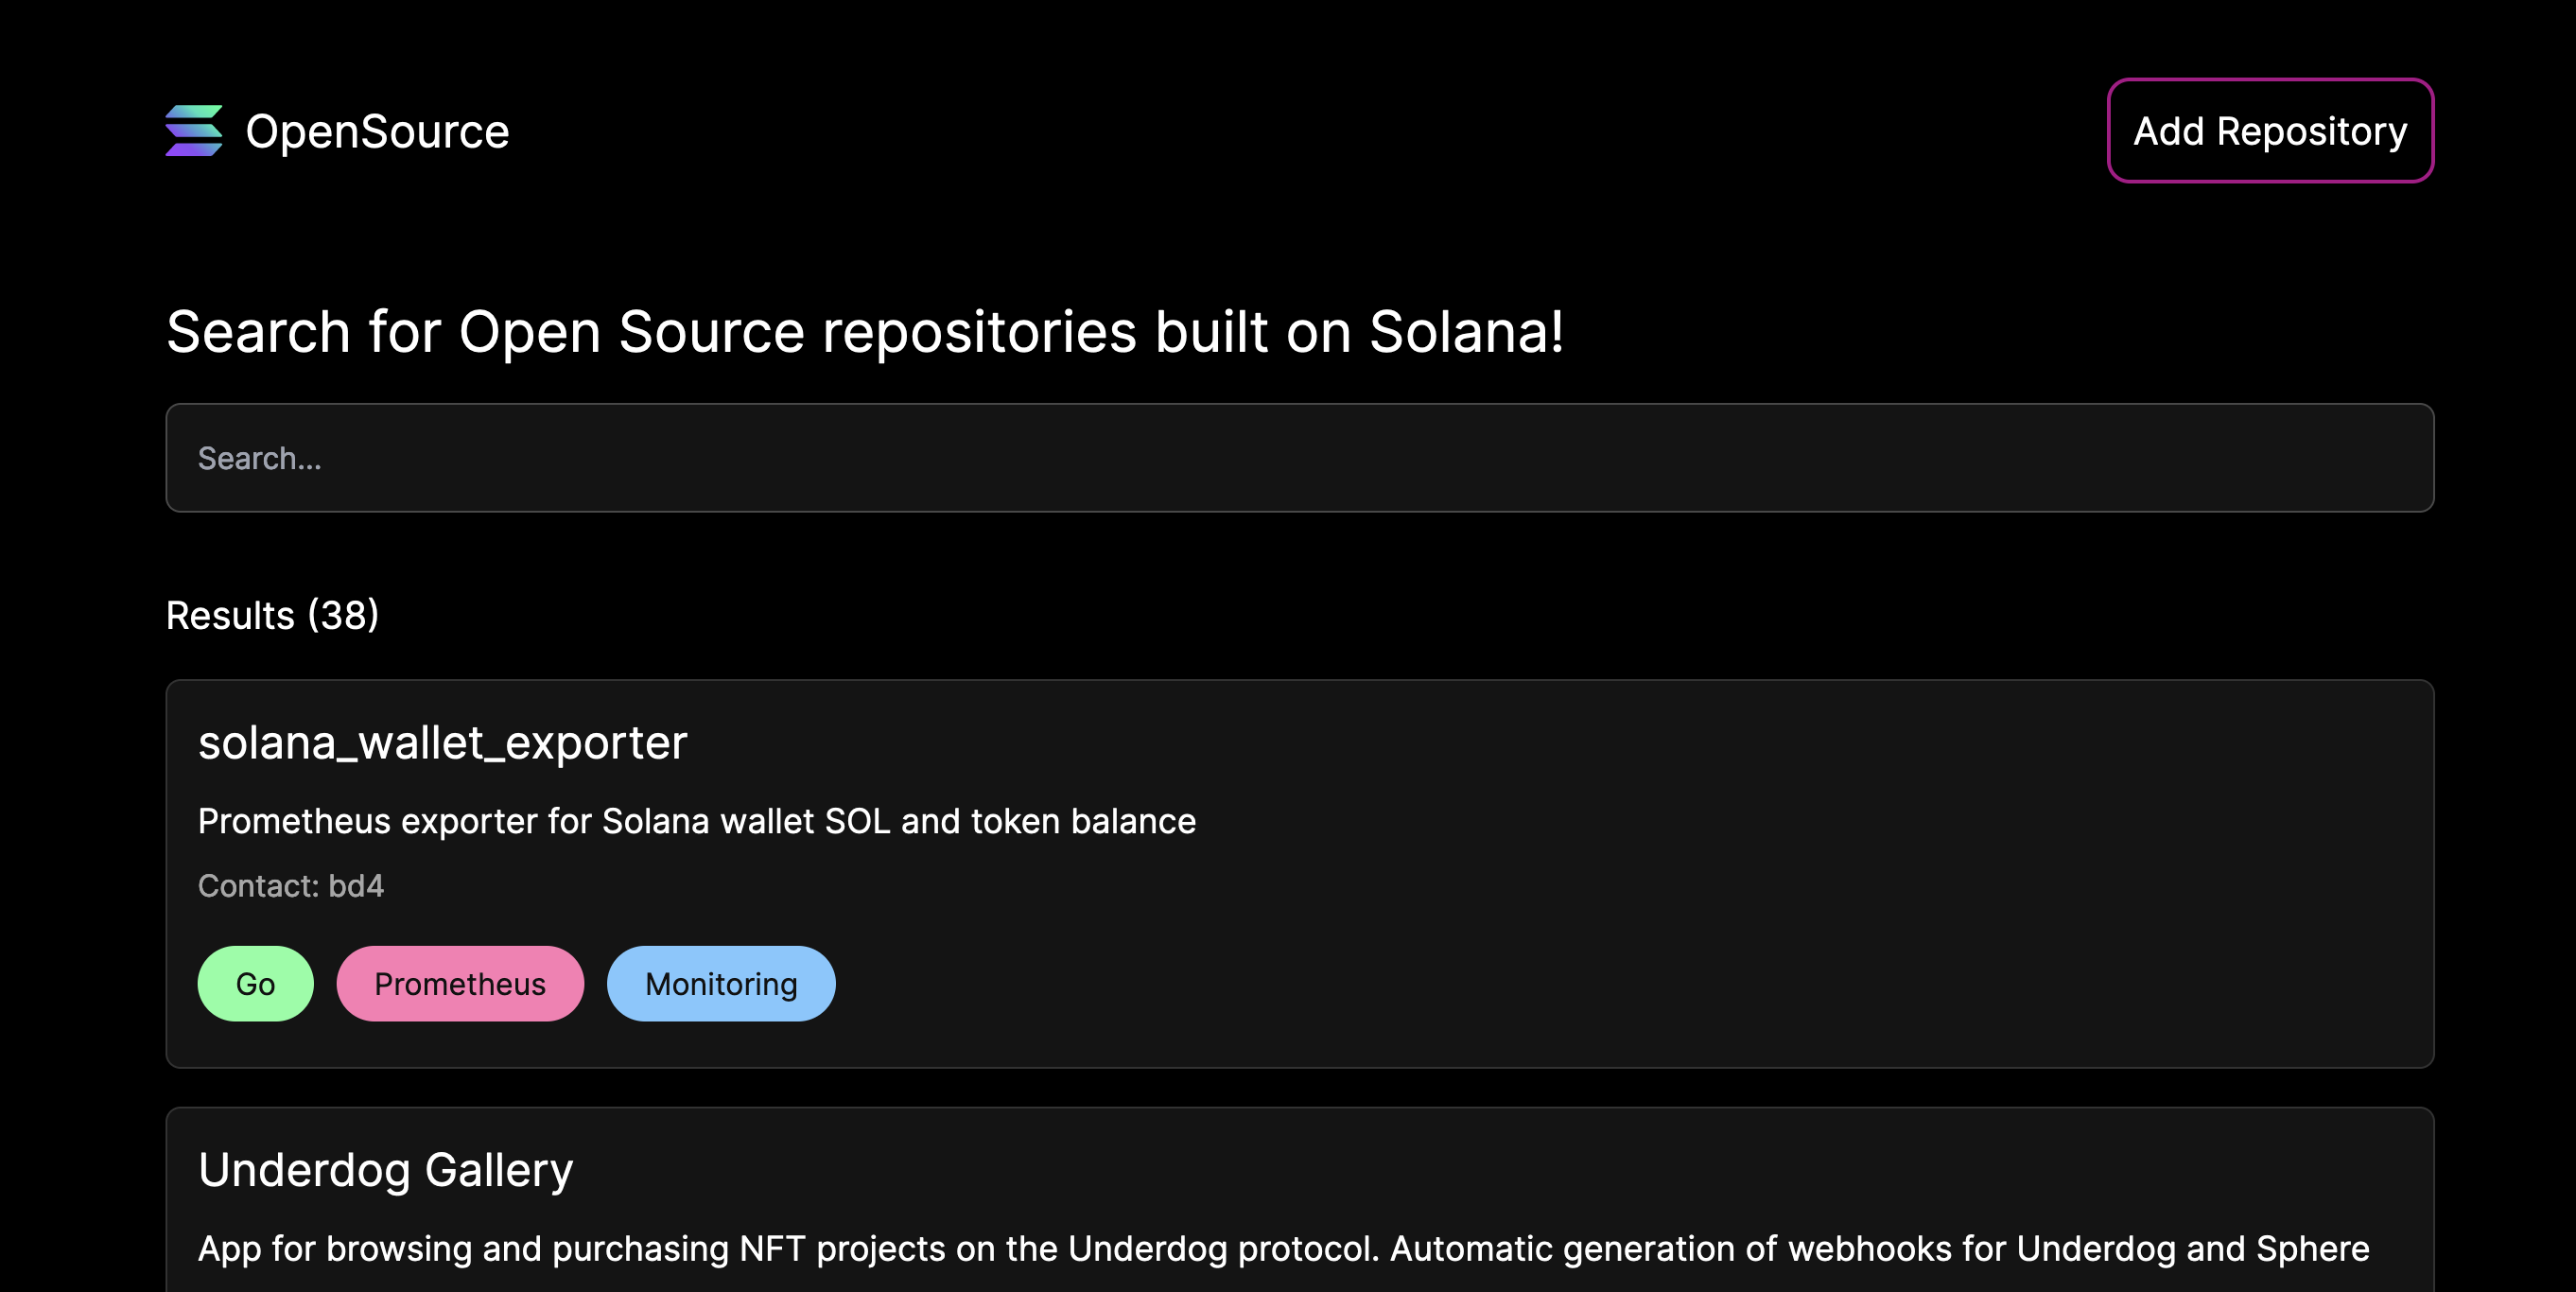 OpenSource
Add Repository
Search for Open Source repositories built on Solana!
Search...
Results (38)
solana_wallet_exporter
Prometheus exporter for Solana wallet SOL and token balance
Contact: bd4
Go
Prometheus
Monitoring
Underdog Gallery
App for browsing and purchasing NFT projects on the Underdog protocol. Automatic generation of webhooks for Underdog and Sphere